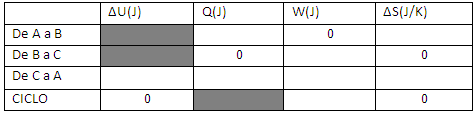 ΔU(J) Q(J) W(J) ΔS(J/K)
De A a B 0
De B a C 0 0
De C a A
CICLO 0 0